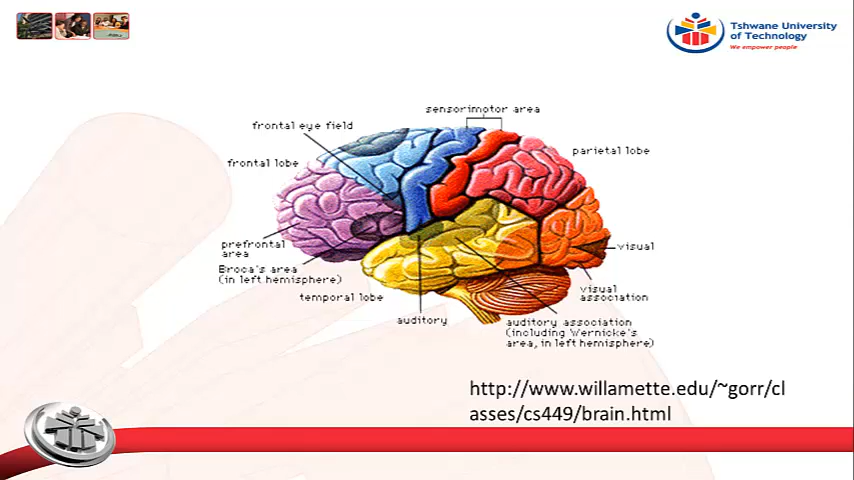 Tshwane University
of Technology
We empower people
sensorimotor area
frontal eye field
parietal lobe
frontal lobe
prefrontal
area
visual
Broca's area
(in left hemisphere)
visual
association
temporal lobe
auditory
auditory association
(including Wernicke's
area, in left hemisphere)
http://www.willamette.edu/~gorr/cl
asses/cs449/brain.html